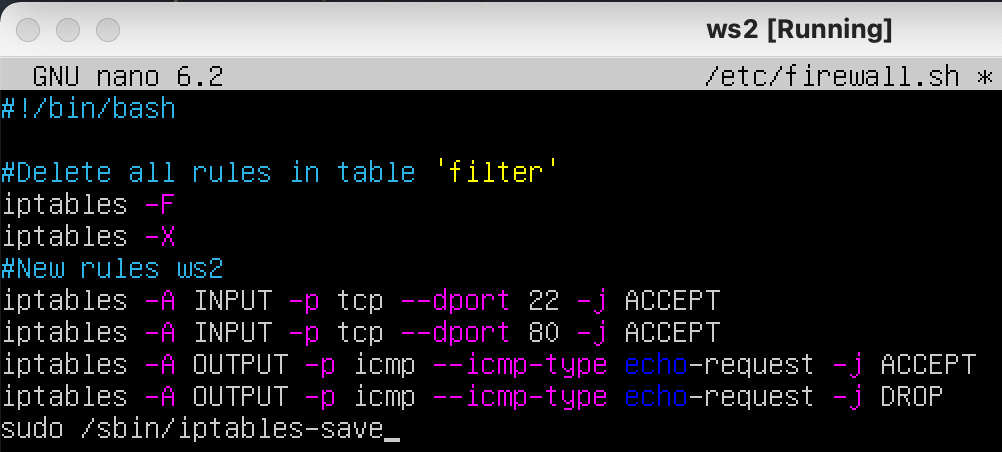 ws2 [Running]
GNU nano 6.2 /etc/firewall.sh *
#!/bin/bash
#Delete all rules in table 'filter'
iptables -F
iptables -X
#New rules ws2
iptables -A INPUT -p tcp --dport 22 -j ACCEPT
iptables -A INPUT -p tcp --dport 80 -j ACCEPT
iptables -A OUTPUT -p icmp --icmp-type echo-request -j ACCEPT
iptables -A OUTPUT -p icmp --icmp-type echo-request -j DROP
sudo /sbin/iptables-save